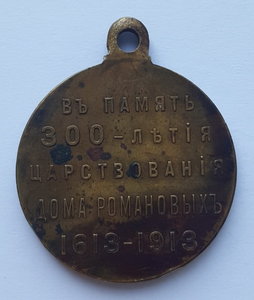 ВЪ ПАМЯТЬ
300-ЛѢТІЯ
ЦАРСТВОВАНІЯ
ДОМА РОМАНОВЫХЪ
1613-1913